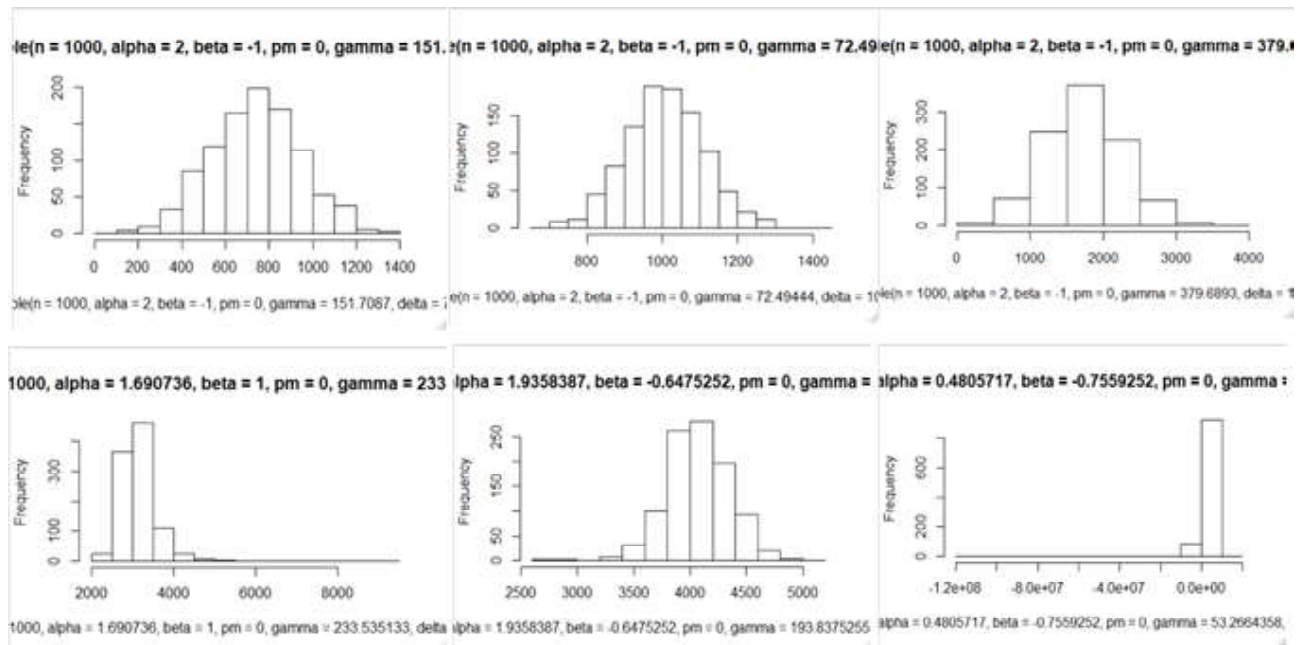 ole(n = 1000, alpha = 2, beta = -1, pm = 0, gamma = 151.
Frequency
200
100
50
0
0 200 400 600 800 1000 1200 1400
ole(n = 1000, alpha = 2, beta = -1, pm = 0, gamma = 151.7087, delta = 7
e(n = 1000, alpha = 2, beta = -1, pm = 0, gamma = 72.49
Frequency
150
100
50
0
800 1000 1200 1400
e(n = 1000, alpha = 2, beta = -1, pm = 0, gamma = 72.49444, delta = 10
le(n = 1000, alpha = 2, beta = -1, pm = 0, gamma = 379.
Frequency
300
200
100
0
0 1000 2000 3000 4000
le(n = 1000, alpha = 2, beta = -1, pm = 0, gamma = 379.6893, delta = 1
1000, alpha = 1.690736, beta = 1, pm = 0, gamma = 233
Frequency
300
100
0
2000 4000 6000 8000
1000, alpha = 1.690736, beta = 1, pm = 0, gamma = 233.535133, delta
lpha = 1.9358387, beta = -0.6475252, pm = 0, gamma =
Frequency
250
150
50
0
2500 3000 3500 4000 4500 5000
lpha = 1.9358387, beta = -0.6475252, pm = 0, gamma = 193.8375255
alpha = 0.4805717, beta = -0.7559252, pm = 0, gamma =
Frequency
600
200
0
-1.2e+08 -8.0e+07 -4.0e+07 0.0e+00
alpha = 0.4805717, beta = -0.7559252, pm = 0, gamma = 53.2664358,